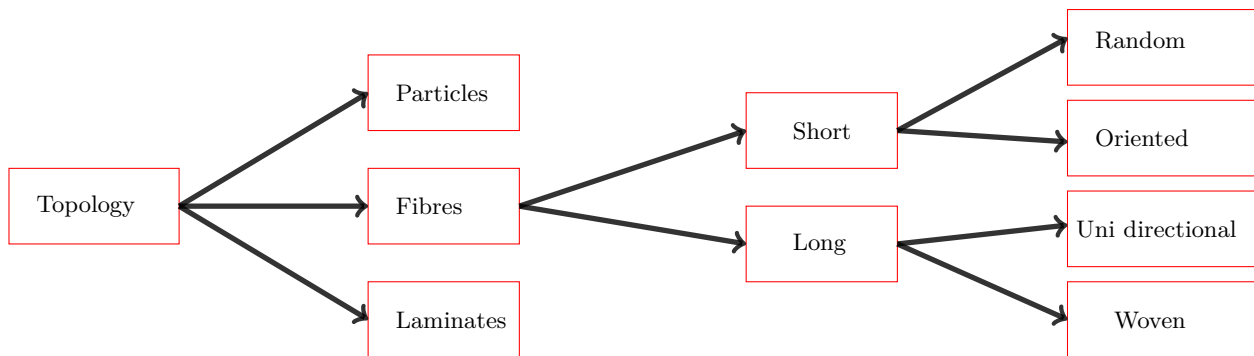 Topology
Particles
Fibres
Laminates
Short
Long
Random
Oriented
Uni directional
Woven